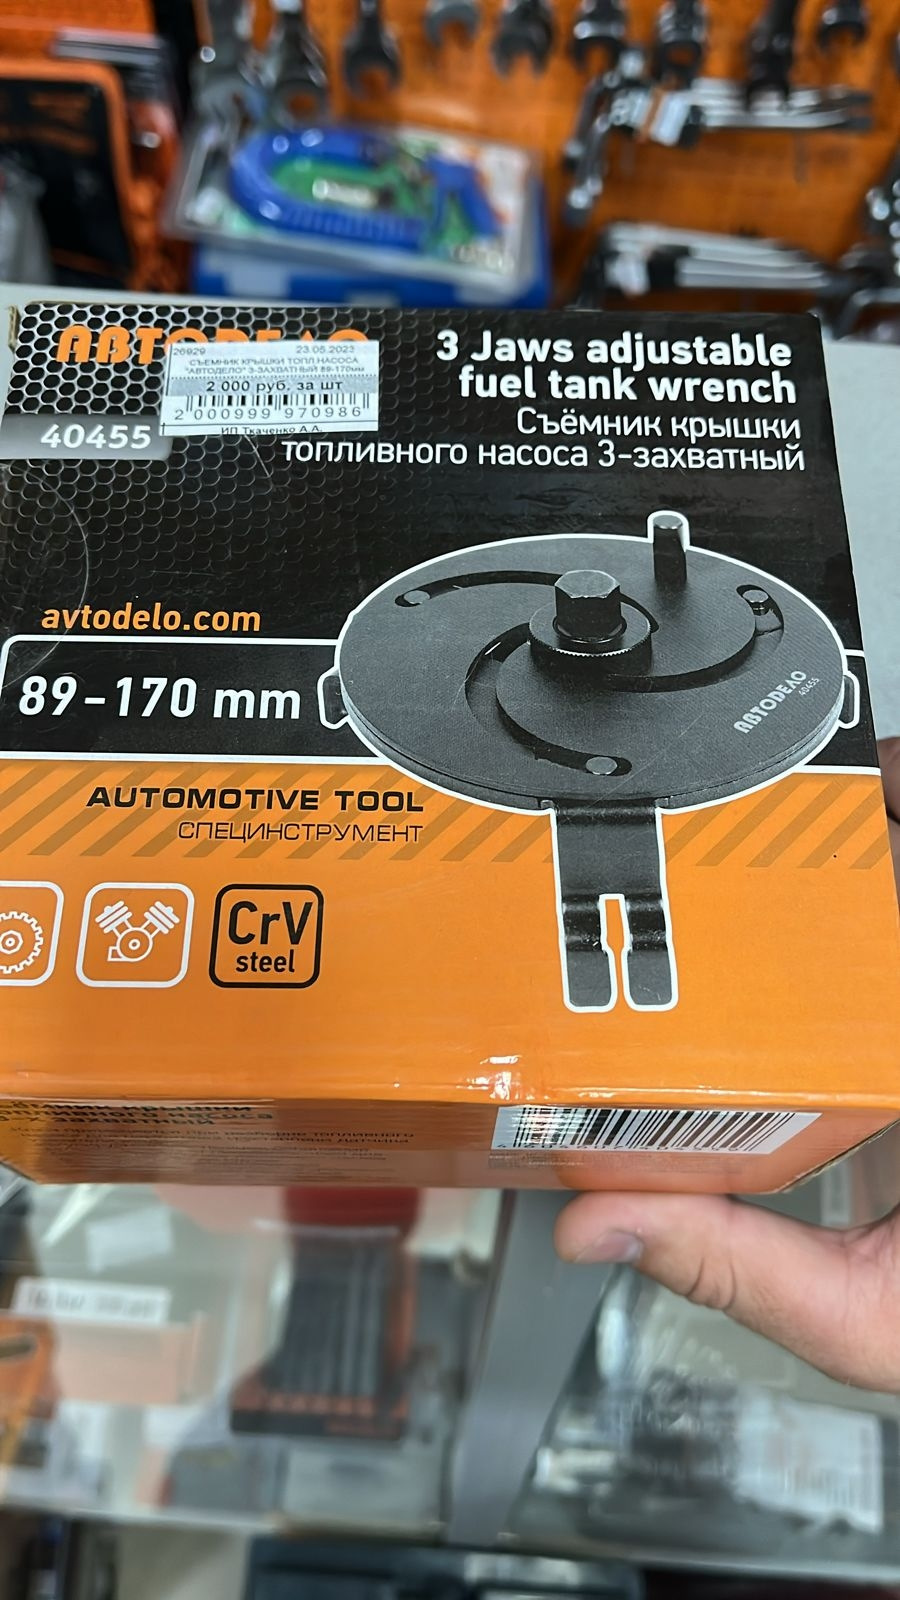 АВТОДЕЛО
26929 23.05.2023
СЪЕМНИК КРЫШКИ ТОПЛ.НАСОСА
"АВТОДЕЛО" 3-ЗАХВАТНЫЙ 89-170мм
2 000 руб. за шт
2 000999 970986
ИП Ткаченко А.А.
40455
3 Jaws adjustable
fuel tank wrench
Съёмник крышки
топливного насоса 3-захватный
avtodelo.com
89-170 mm
АВТОДЕЛО
40455
AUTOMOTIVE TOOL
СПЕЦИНСТРУМЕНТ
CrV
steel